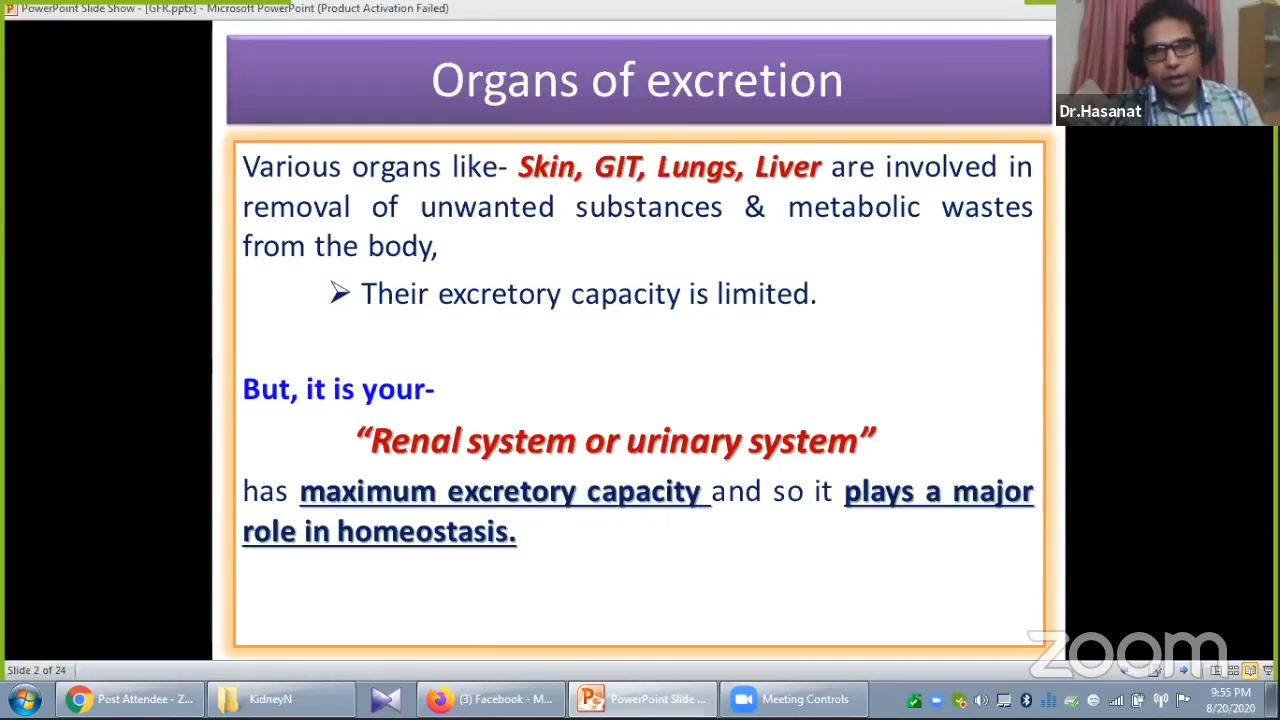 PowerPoint Slide Show - [GFR.pptx] - Microsoft PowerPoint (Product Activation Failed)
Organs of excretion
Dr.Hasanat
Various organs like- Skin, GIT, Lungs, Liver are involved in
removal of unwanted substances & metabolic wastes
from the body,
Their excretory capacity is limited.
But, it is your-
“Renal system or urinary system”
has maximum excretory capacity and so it plays a major
role in homeostasis.
zoom
Slide 2 of 24
Post Attendee - Z...
KidneyN
(3) Facebook - M...
PowerPoint Slide ...
Meeting Controls
9:55 PM
8/20/2020